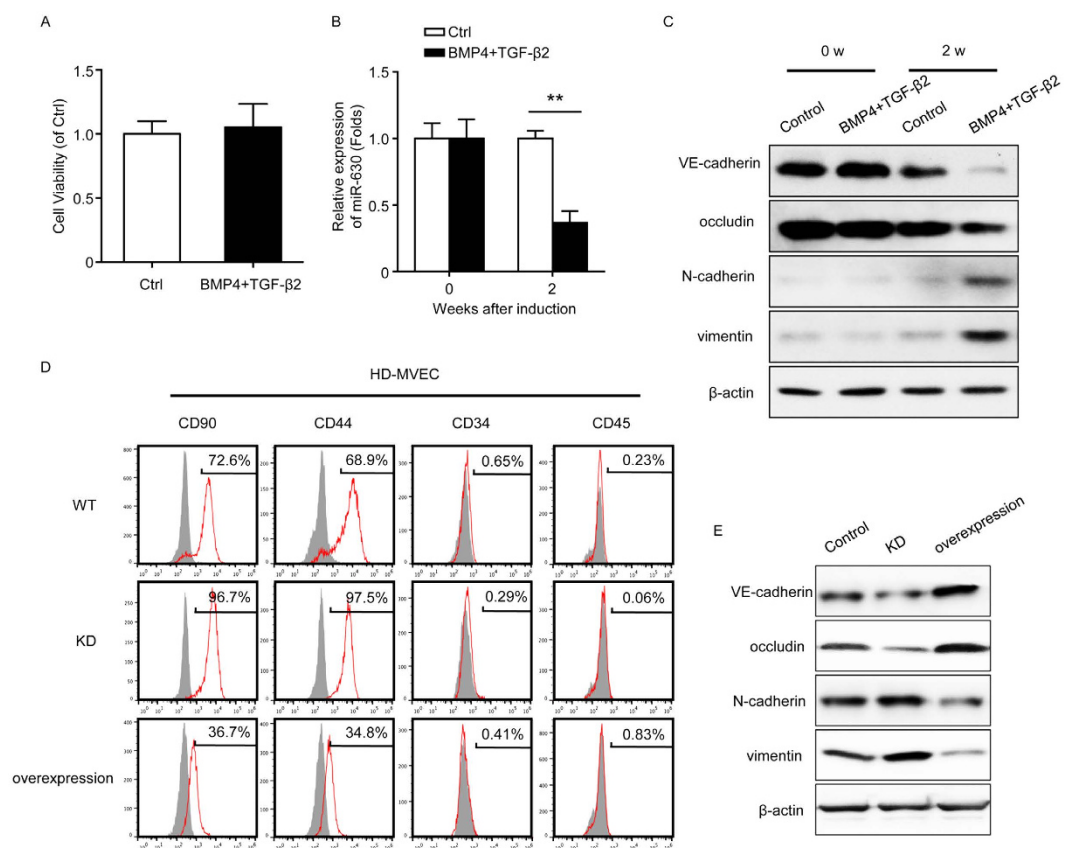 A
Cell Viability (of Ctrl)
1.5
1.0
0.5
0
Ctrl
BMP4+TGF-β2
B
Ctrl
BMP4+TGF-β2
Relative expression
of miR-630 (Folds)
1.5
1.0
0.5
0.0
**
0
2
Weeks after induction
C
0 w
2 w
Control
BMP4+TGF-β2
Control
BMP4+TGF-β2
VE-cadherin
occludin
N-cadherin
vimentin
β-actin
D
HD-MVEC
CD90
CD44
CD34
CD45
WT
72.6%
68.9%
0.65%
0.23%
KD
96.7%
97.5%
0.29%
0.06%
overexpression
36.7%
34.8%
0.41%
0.83%
E
Control
KD
overexpression
VE-cadherin
occludin
N-cadherin
vimentin
β-actin